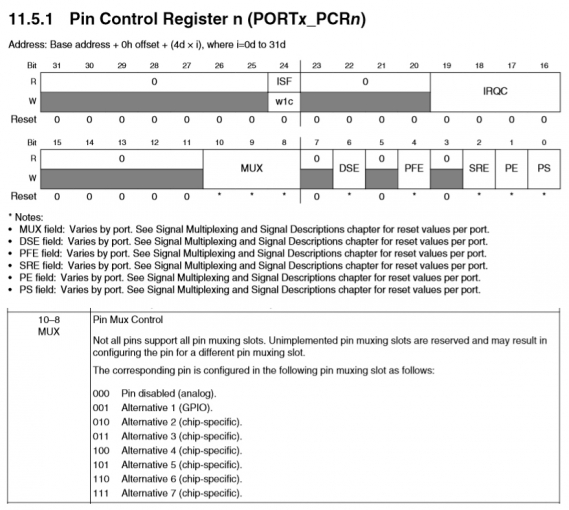 11.5.1 Pin Control Register n (PORTx_PCRn)
Address: Base address + 0h offset + (4d × i), where i=0d to 31d
Bit 31 30 29 28 27 26 25 24 23 22 21 20 19 18 17 16
R 0 ISF 0 IRQC
W w1c
Reset 0 0 0 0 0 0 0 0 0 0 0 0 0 0 0 0
Bit 15 14 13 12 11 10 9 8 7 6 5 4 3 2 1 0
R 0 MUX 0 DSE 0 PFE 0 SRE PE PS
W
Reset 0 0 0 0 0 * * * 0 * 0 * 0 * * *
* Notes:
• MUX field: Varies by port. See Signal Multiplexing and Signal Descriptions chapter for reset values per port.
• DSE field: Varies by port. See Signal Multiplexing and Signal Descriptions chapter for reset values per port.
• PFE field: Varies by port. See Signal Multiplexing and Signal Descriptions chapter for reset values per port.
• SRE field: Varies by port. See Signal Multiplexing and Signal Descriptions chapter for reset values per port.
• PE field: Varies by port. See Signal Multiplexing and Signal Descriptions chapter for reset values per port.
• PS field: Varies by port. See Signal Multiplexing and Signal Descriptions chapter for reset values per port.
10–8
MUX
Pin Mux Control
Not all pins support all pin muxing slots. Unimplemented pin muxing slots are reserved and may result in
configuring the pin for a different pin muxing slot.
The corresponding pin is configured in the following pin muxing slot as follows:
000 Pin disabled (analog).
001 Alternative 1 (GPIO).
010 Alternative 2 (chip-specific).
011 Alternative 3 (chip-specific).
100 Alternative 4 (chip-specific).
101 Alternative 5 (chip-specific).
110 Alternative 6 (chip-specific).
111 Alternative 7 (chip-specific).